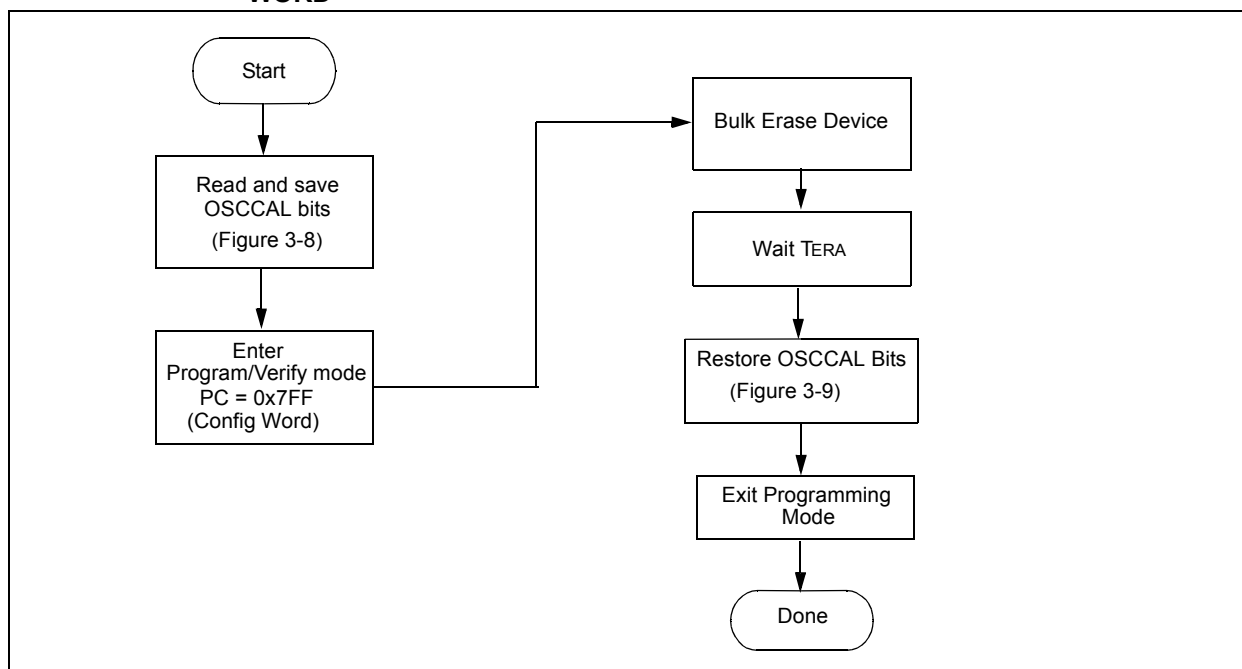 Start
Read and save
OSCCAL bits
(Figure 3-8)
Enter
Program/Verify mode
PC = 0x7FF
(Config Word)
Bulk Erase Device
Wait TERA
Restore OSCCAL Bits
(Figure 3-9)
Exit Programming
Mode
Done